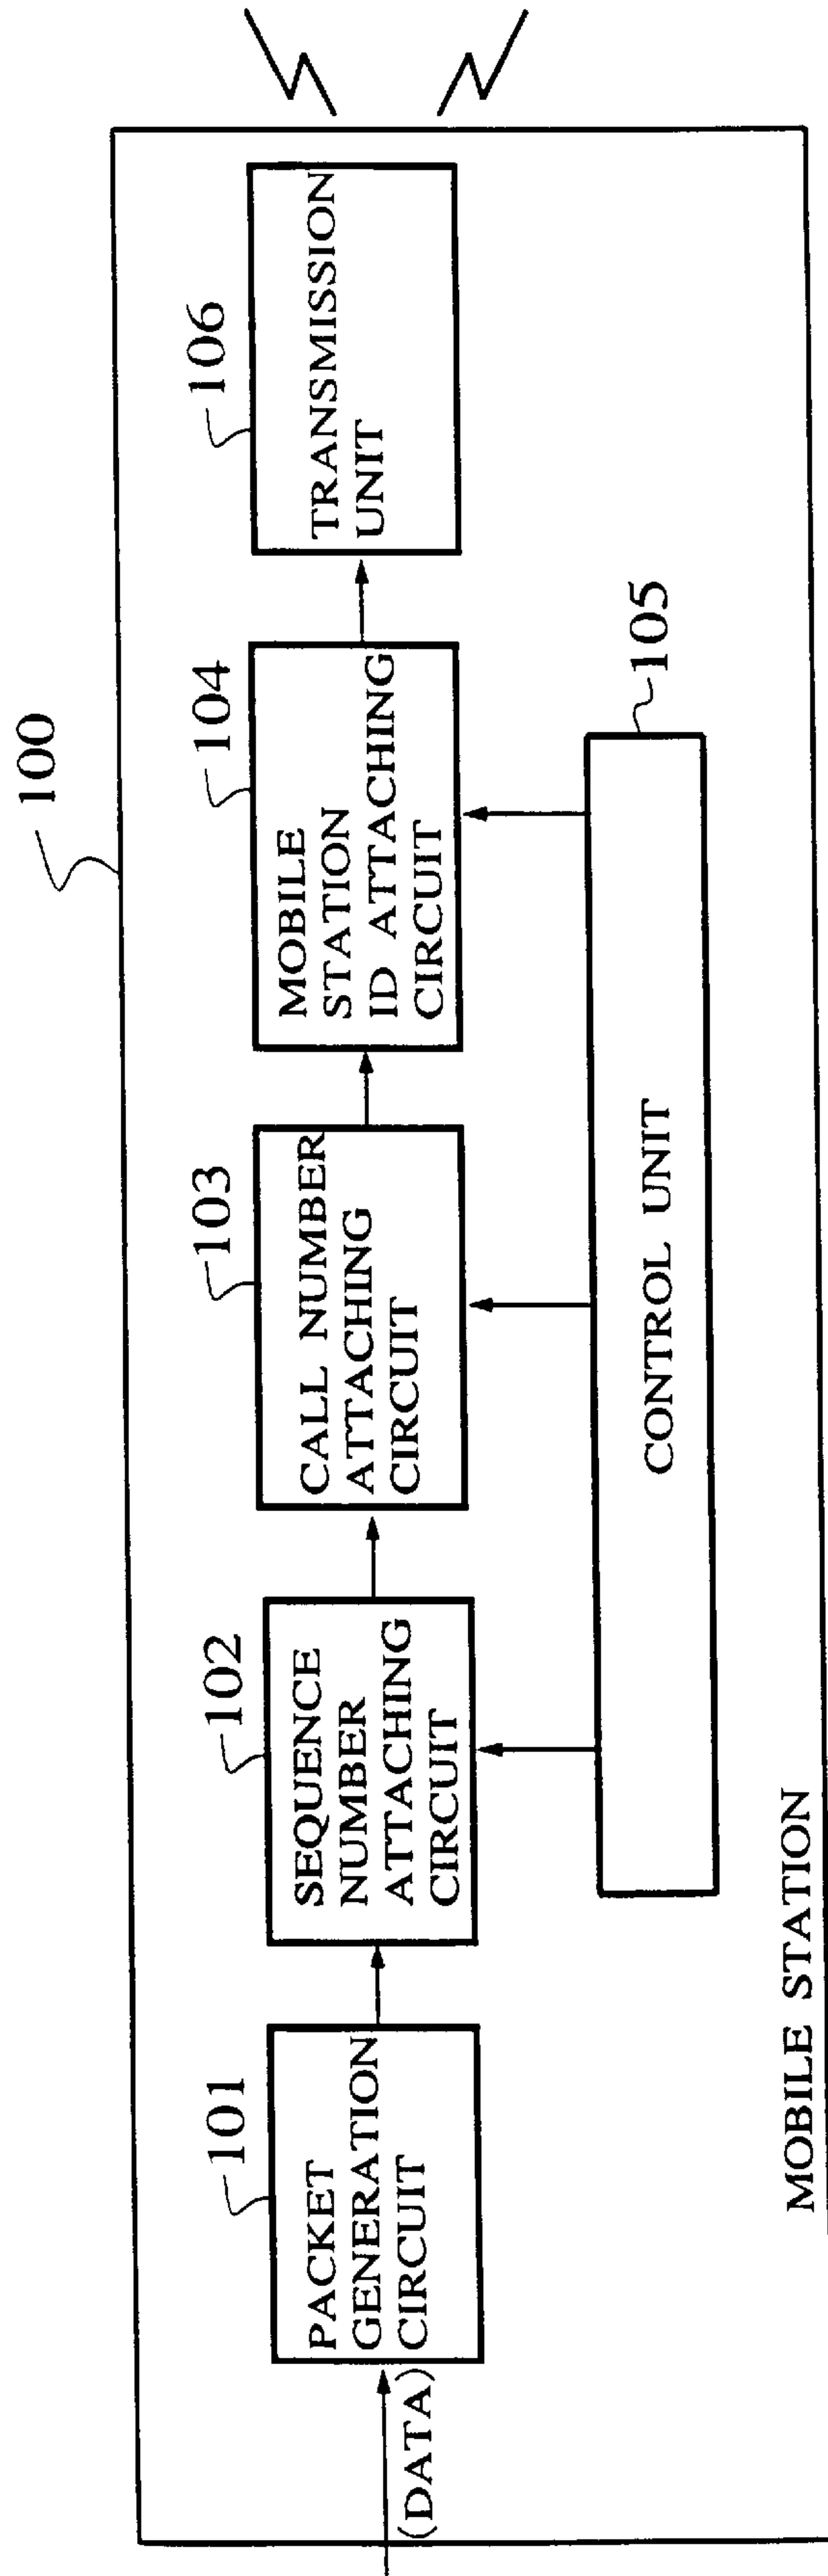 100
(DATA)
101
PACKET
GENERATION
CIRCUIT
102
SEQUENCE
NUMBER
ATTACHING
CIRCUIT
103
CALL NUMBER
ATTACHING
CIRCUIT
104
MOBILE
STATION
ID ATTACHING
CIRCUIT
106
TRANSMISSION
UNIT
105
CONTROL UNIT
MOBILE STATION